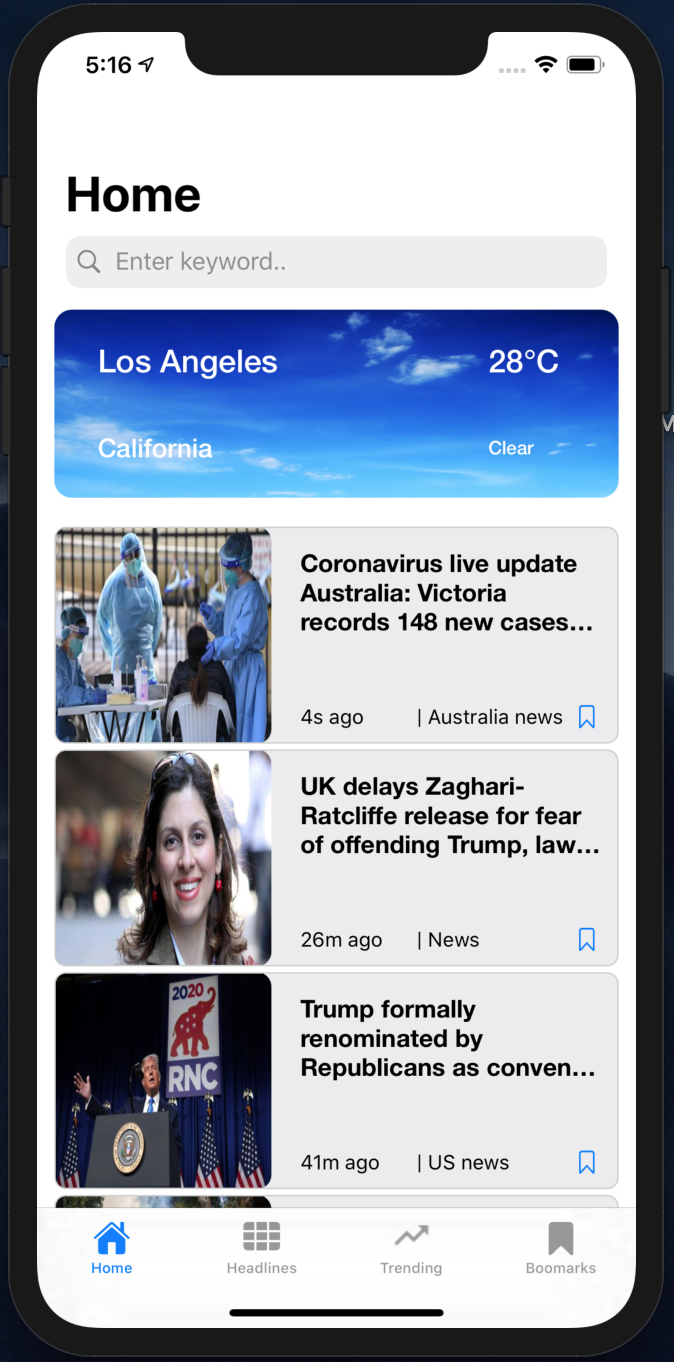 5:16
Home
Enter keyword..
Los Angeles 28°C
California Clear
Coronavirus live update
Australia: Victoria
records 148 new cases...
4s ago | Australia news
UK delays Zaghari-
Ratcliffe release for fear
of offending Trump, law...
26m ago | News
2020
RNC
Trump formally
renominated by
Republicans as conven...
41m ago | US news
Home Headlines Trending Boomarks
M